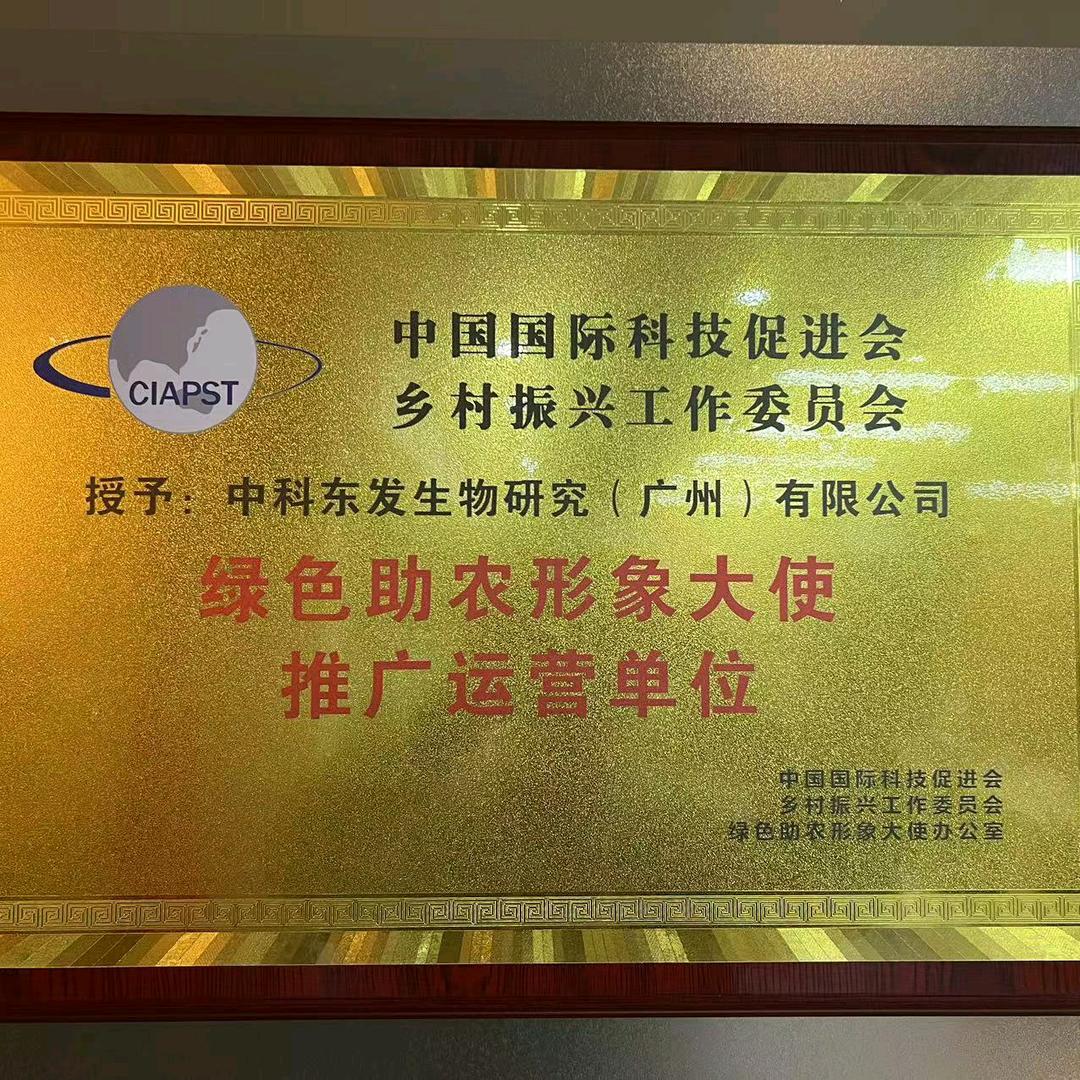 中国国际科技促进会
CIAPST
乡村振兴工作委员会
授予：中科东发生物研究（广州）有限公司
绿色助农形象大使
推广运营单位
中国国际科技促进会
乡村振兴工作委员会
绿色助农形象大使办公室